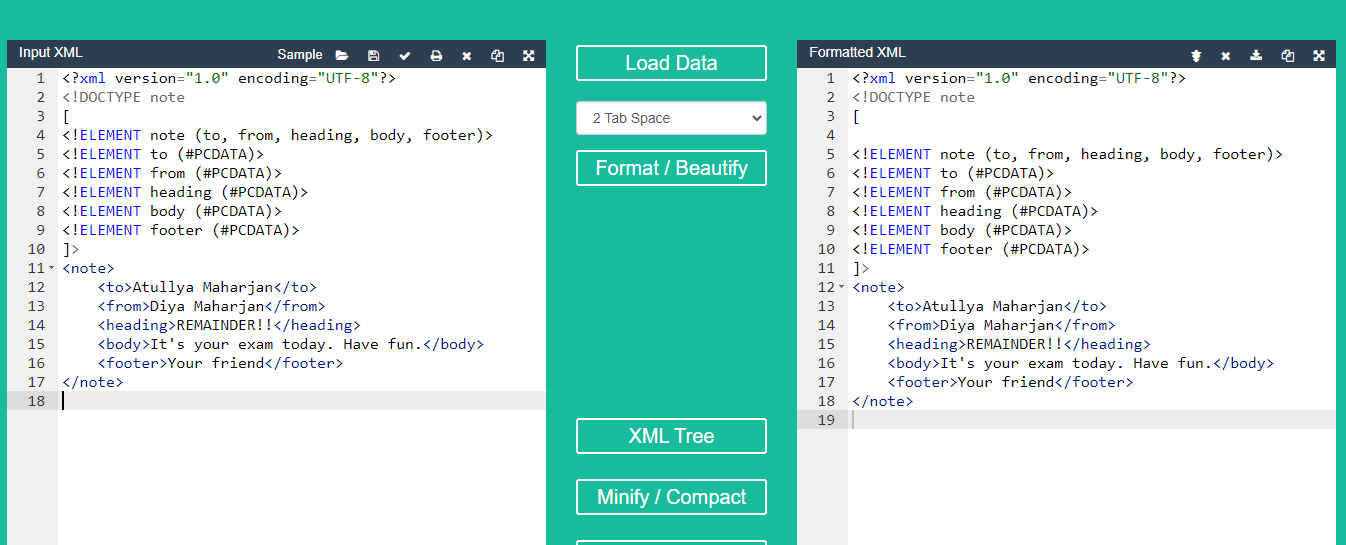 Input XML
Sample
1 <?xml version="1.0" encoding="UTF-8"?>
2 <!DOCTYPE note
3 [
4 <!ELEMENT note (to, from, heading, body, footer)>
5 <!ELEMENT to (#PCDATA)>
6 <!ELEMENT from (#PCDATA)>
7 <!ELEMENT heading (#PCDATA)>
8 <!ELEMENT body (#PCDATA)>
9 <!ELEMENT footer (#PCDATA)>
10 ]>
11 <note>
12     <to>Atullya Maharjan</to>
13     <from>Diya Maharjan</from>
14     <heading>REMAINDER!!</heading>
15     <body>It's your exam today. Have fun.</body>
16     <footer>Your friend</footer>
17 </note>
18
Load Data
2 Tab Space
Format / Beautify
XML Tree
Minify / Compact
Formatted XML
1 <?xml version="1.0" encoding="UTF-8"?>
2 <!DOCTYPE note
3 [
4
5 <!ELEMENT note (to, from, heading, body, footer)>
6 <!ELEMENT to (#PCDATA)>
7 <!ELEMENT from (#PCDATA)>
8 <!ELEMENT heading (#PCDATA)>
9 <!ELEMENT body (#PCDATA)>
10 <!ELEMENT footer (#PCDATA)>
11 ]>
12 <note>
13     <to>Atullya Maharjan</to>
14     <from>Diya Maharjan</from>
15     <heading>REMAINDER!!</heading>
16     <body>It's your exam today. Have fun.</body>
17     <footer>Your friend</footer>
18 </note>
19